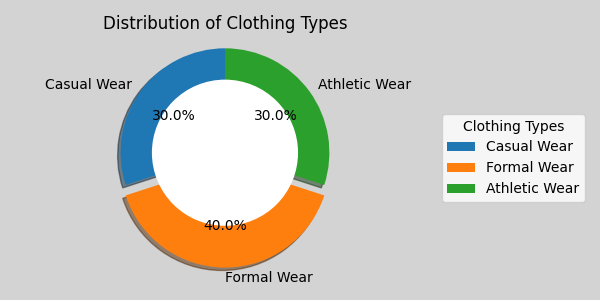 Distribution of Clothing Types
Casual Wear
Athletic Wear
30.0%
30.0%
40.0%
Formal Wear
Clothing Types
Casual Wear
Formal Wear
Athletic Wear